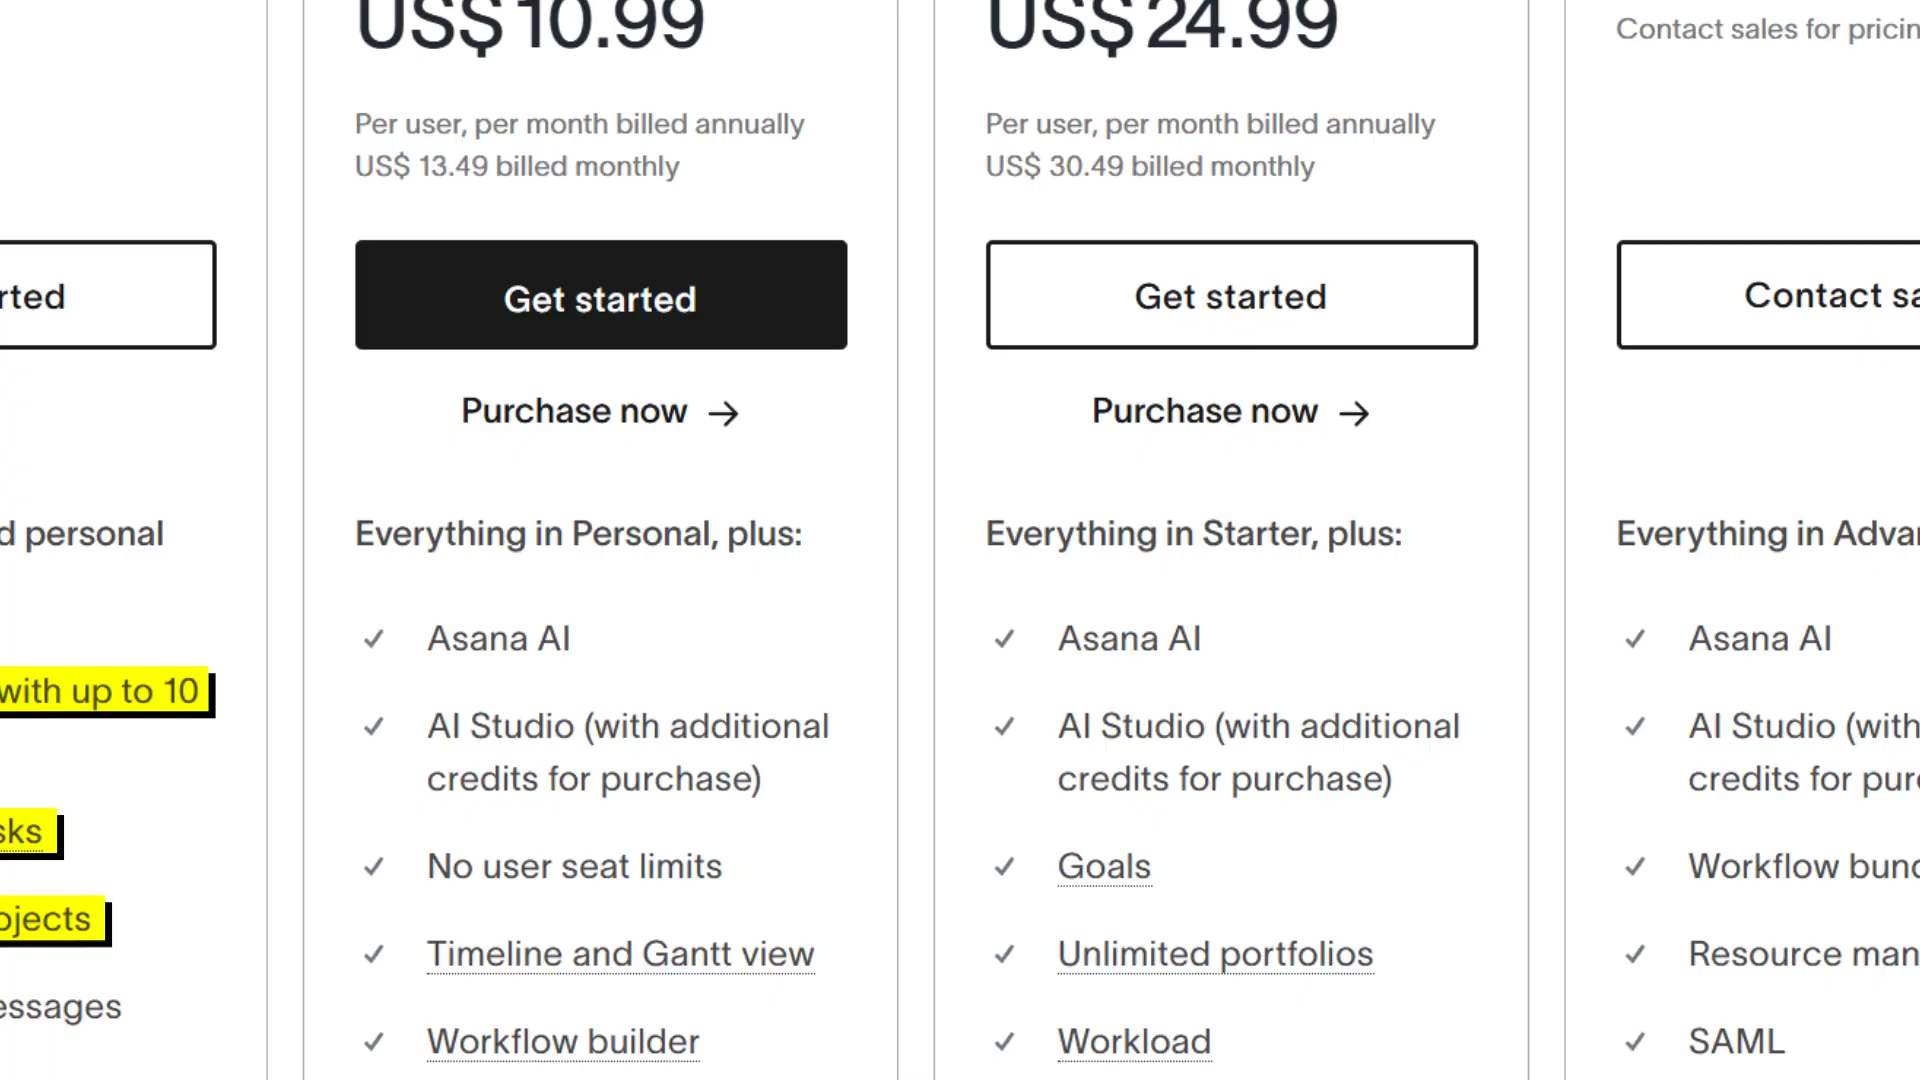 rted
d personal
with up to 10
sks
ojects
essages
US$ 10.99
Per user, per month billed annually
US$ 13.49 billed monthly
Get started
Purchase now →
Everything in Personal, plus:
Asana AI
AI Studio (with additional
credits for purchase)
No user seat limits
Timeline and Gantt view
Workflow builder
US$ 24.99
Per user, per month billed annually
US$ 30.49 billed monthly
Get started
Purchase now →
Everything in Starter, plus:
Asana AI
AI Studio (with additional
credits for purchase)
Goals
Unlimited portfolios
Workload
Contact sales for pricin
Contact sa
Everything in Advan
Asana AI
AI Studio (with
credits for purc
Workflow bund
Resource man
SAML